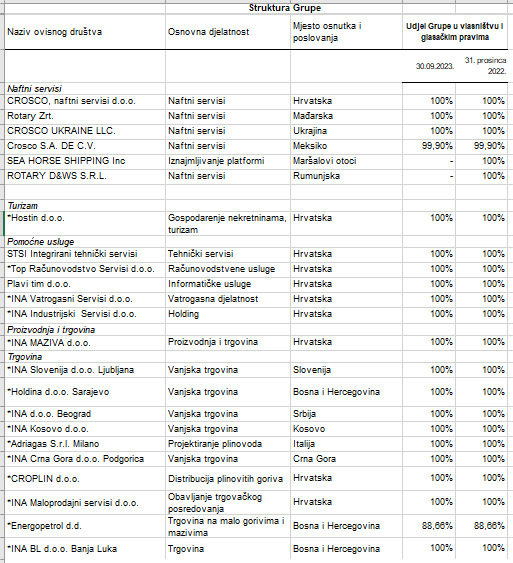 Struktura Grupe
Naziv ovisnog društva Osnovna djelatnost Mjesto osnutka i poslovanja Udjel Grupe u vlasništvu i glasačkim pravima
30.09.2023. 31. prosinca 2022.
Naftni servisi
CROSCO, naftni servisi d.o.o. Naftni servisi Hrvatska 100% 100%
Rotary Zrt. Naftni servisi Mađarska 100% 100%
CROSCO UKRAINE LLC. Naftni servisi Ukrajina 100% 100%
Crosco S.A. DE C.V. Naftni servisi Meksiko 99,90% 99,90%
SEA HORSE SHIPPING Inc Iznajmljivanje platformi Maršalovi otoci - 100%
ROTARY D&WS S.R.L. Naftni servisi Rumunjska - 100%
Turizam
*Hostin d.o.o. Gospodarenje nekretninama, turizam Hrvatska 100% 100%
Pomoćne usluge
STSI Integrirani tehnički servisi Tehnički servisi Hrvatska 100% 100%
*Top Računovodstvo Servisi d.o.o. Računovodstvene usluge Hrvatska 100% 100%
Plavi tim d.o.o. Informatičke usluge Hrvatska 100% 100%
*INA Vatrogasni Servisi d.o.o. Vatrogasna djelatnost Hrvatska 100% 100%
*INA Industrijski Servisi d.o.o. Holding Hrvatska 100% 100%
Proizvodnja i trgovina
*INA MAZIVA d.o.o. Proizvodnja i trgovina Hrvatska 100% 100%
Trgovina
*INA Slovenija d.o.o. Ljubljana Vanjska trgovina Slovenija 100% 100%
*Holdina d.o.o. Sarajevo Vanjska trgovina Bosna i Hercegovina 100% 100%
*INA d.o.o. Beograd Vanjska trgovina Srbija 100% 100%
*INA Kosovo d.o.o. Vanjska trgovina Kosovo 100% 100%
*Adriagas S.r.l. Milano Projektiranje plinovoda Italija 100% 100%
*INA Crna Gora d.o.o. Podgorica Vanjska trgovina Crna Gora 100% 100%
*CROPLIN d.o.o. Distribucija plinovitih goriva Hrvatska 100% 100%
*INA Maloprodajni servisi d.o.o. Obavljanje trgovačkog posredovanja Hrvatska 100% 100%
*Energopetrol d.d. Trgovina na malo gorivima i mazivima Bosna i Hercegovina 88,66% 88,66%
*INA BL d.o.o. Banja Luka Trgovina Bosna i Hercegovina 100% 100%